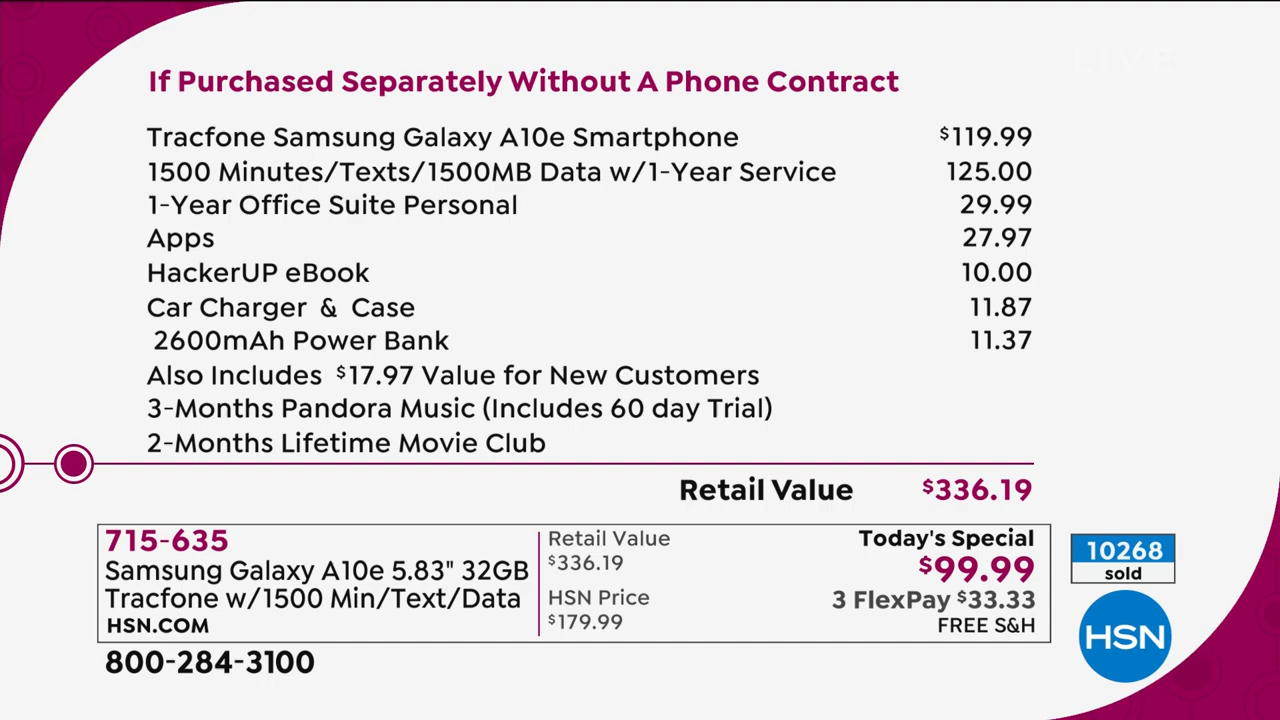 LIVE
If Purchased Separately Without A Phone Contract
Tracfone Samsung Galaxy A10e Smartphone $119.99
1500 Minutes/Texts/1500MB Data w/1-Year Service 125.00
1-Year Office Suite Personal 29.99
Apps 27.97
HackerUP eBook 10.00
Car Charger & Case 11.87
2600mAh Power Bank 11.37
Also Includes $17.97 Value for New Customers
3-Months Pandora Music (Includes 60 day Trial)
2-Months Lifetime Movie Club
Retail Value $336.19
715-635
Samsung Galaxy A10e 5.83" 32GB
Tracfone w/1500 Min/Text/Data
HSN.COM
Retail Value
$336.19
HSN Price
$179.99
Today's Special
$99.99
3 FlexPay $33.33
FREE S&H
10268
sold
HSN
800-284-3100